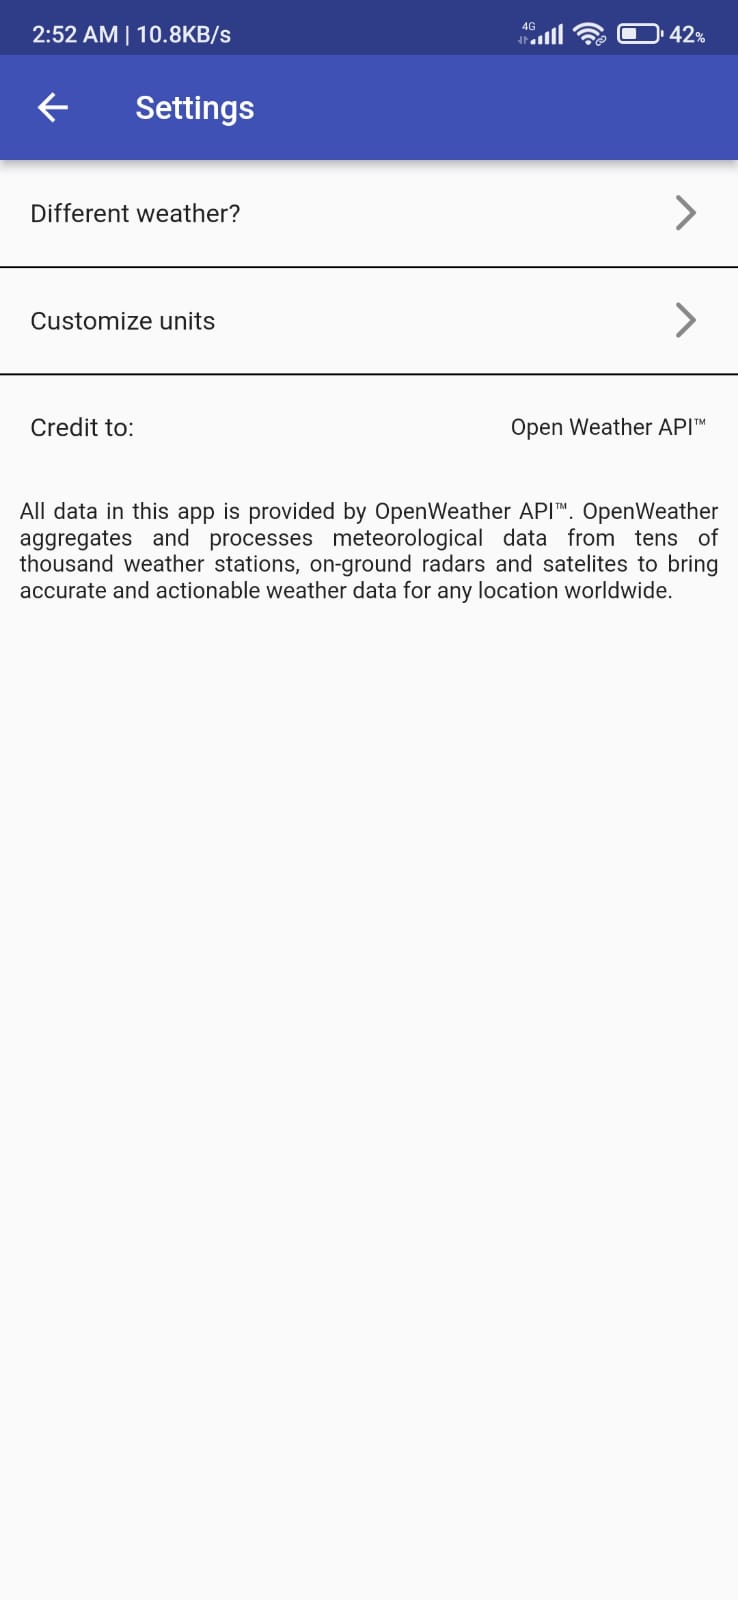 2:52 AM | 10.8KB/s 4G 42%
Settings
Different weather?
Customize units
Credit to: Open Weather API™
All data in this app is provided by OpenWeather API™. OpenWeather
aggregates and processes meteorological data from tens of
thousand weather stations, on-ground radars and satelites to bring
accurate and actionable weather data for any location worldwide.